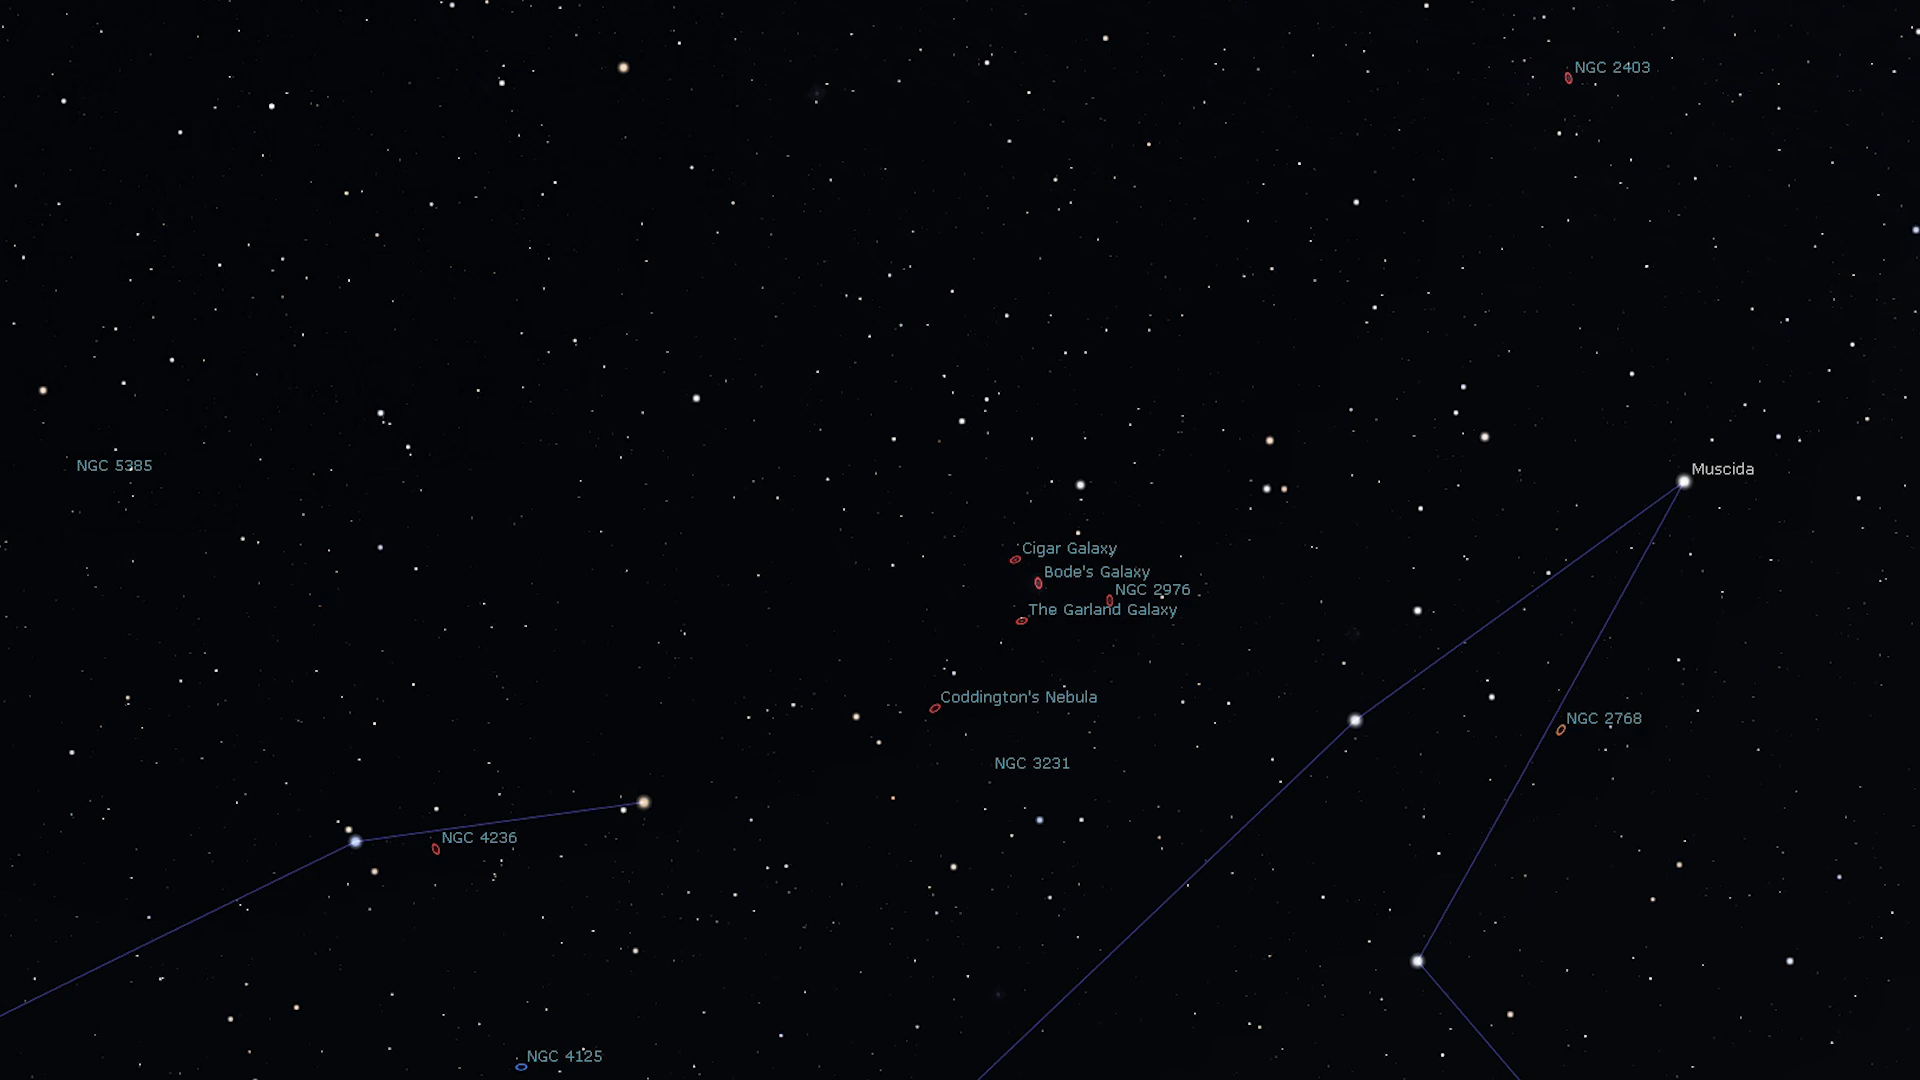 NGC 2403
NGC 5385
Muscida
Cigar Galaxy
Bode's Galaxy
NGC 2976
The Garland Galaxy
Coddington's Nebula
NGC 2768
NGC 3231
NGC 4236
NGC 4125